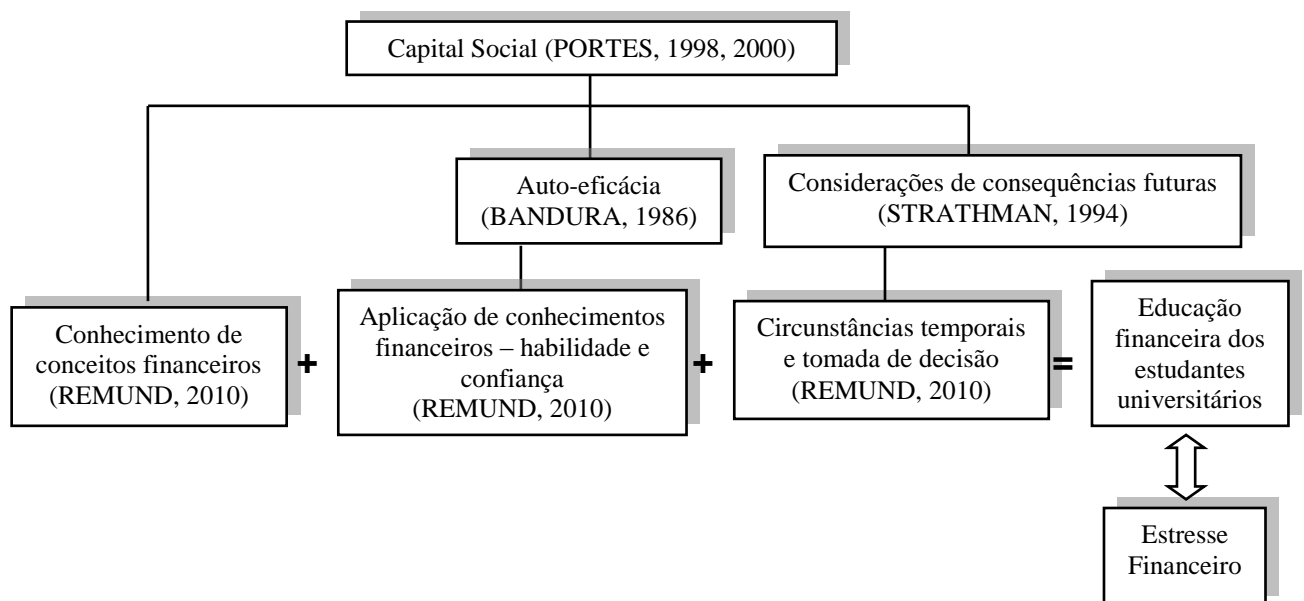 Capital Social (PORTES, 1998, 2000)
Auto-eficácia
(BANDURA, 1986)
Considerações de consequências futuras
(STRATHMAN, 1994)
Conhecimento de
conceitos financeiros
(REMUND, 2010)
+
Aplicação de conhecimentos
financeiros – habilidade e
confiança
(REMUND, 2010)
+
Circunstâncias temporais
e tomada de decisão
(REMUND, 2010)
=
Educação
financeira dos
estudantes
universitários
Estresse
Financeiro